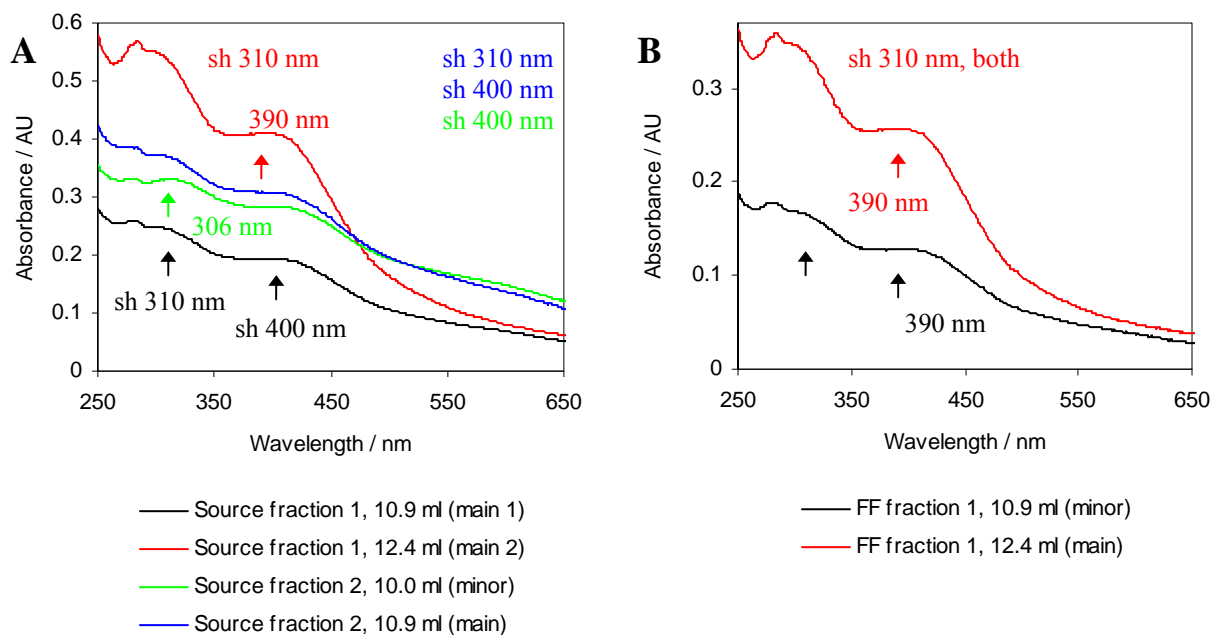 A
0.6
0.5
0.4
0.3
0.2
0.1
0
Absorbance / AU
250 350 450 550 650
Wavelength / nm
sh 310 nm
390 nm
sh 310 nm
sh 400 nm
sh 400 nm
306 nm
sh 310 nm
sh 400 nm
Source fraction 1, 10.9 ml (main 1)
Source fraction 1, 12.4 ml (main 2)
Source fraction 2, 10.0 ml (minor)
Source fraction 2, 10.9 ml (main)
B
0.3
0.2
0.1
0
Absorbance / AU
250 350 450 550 650
Wavelength / nm
sh 310 nm, both
390 nm
390 nm
FF fraction 1, 10.9 ml (minor)
FF fraction 1, 12.4 ml (main)